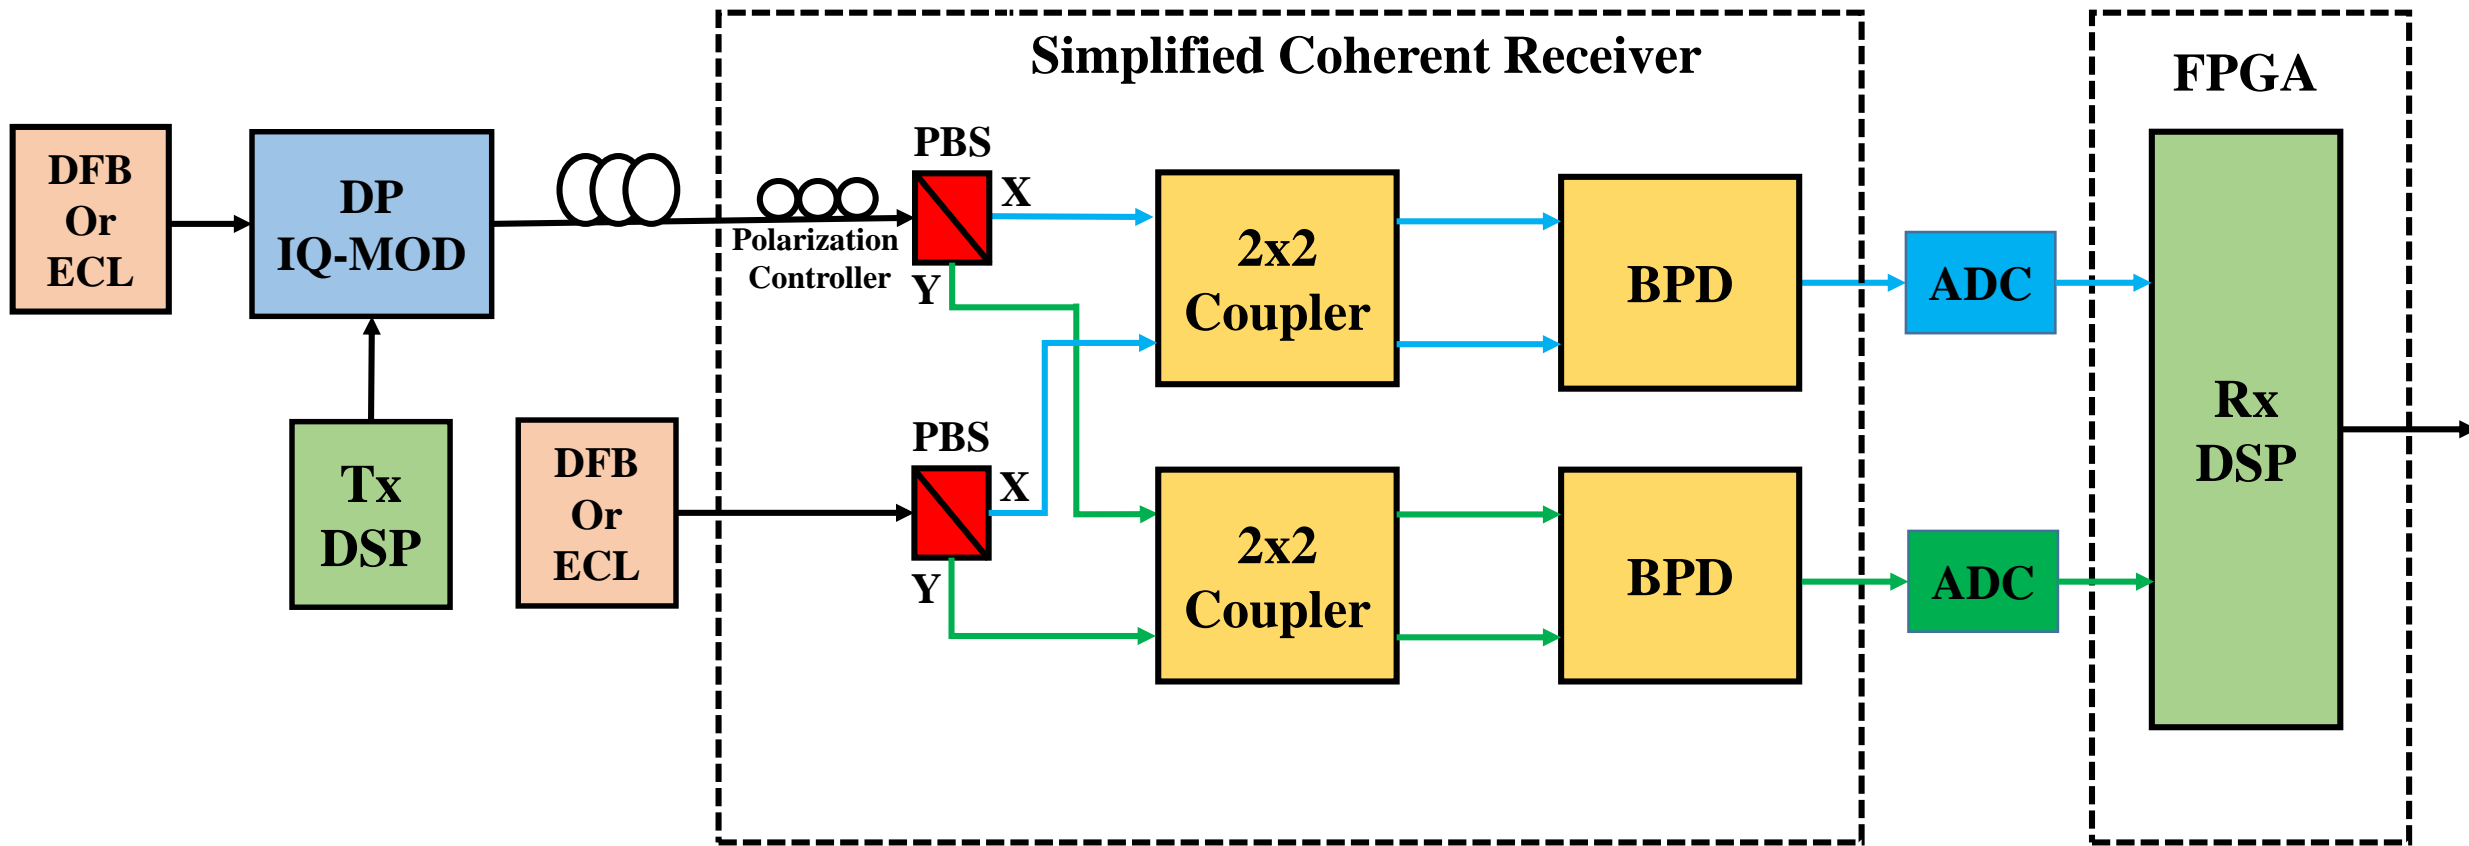 Simplified Coherent Receiver
FPGA
DFB
Or
ECL
DP
IQ-MOD
Polarization
Controller
PBS
X
Y
2x2
Coupler
BPD
ADC
Tx
DSP
DFB
Or
ECL
PBS
X
Y
2x2
Coupler
BPD
ADC
Rx
DSP